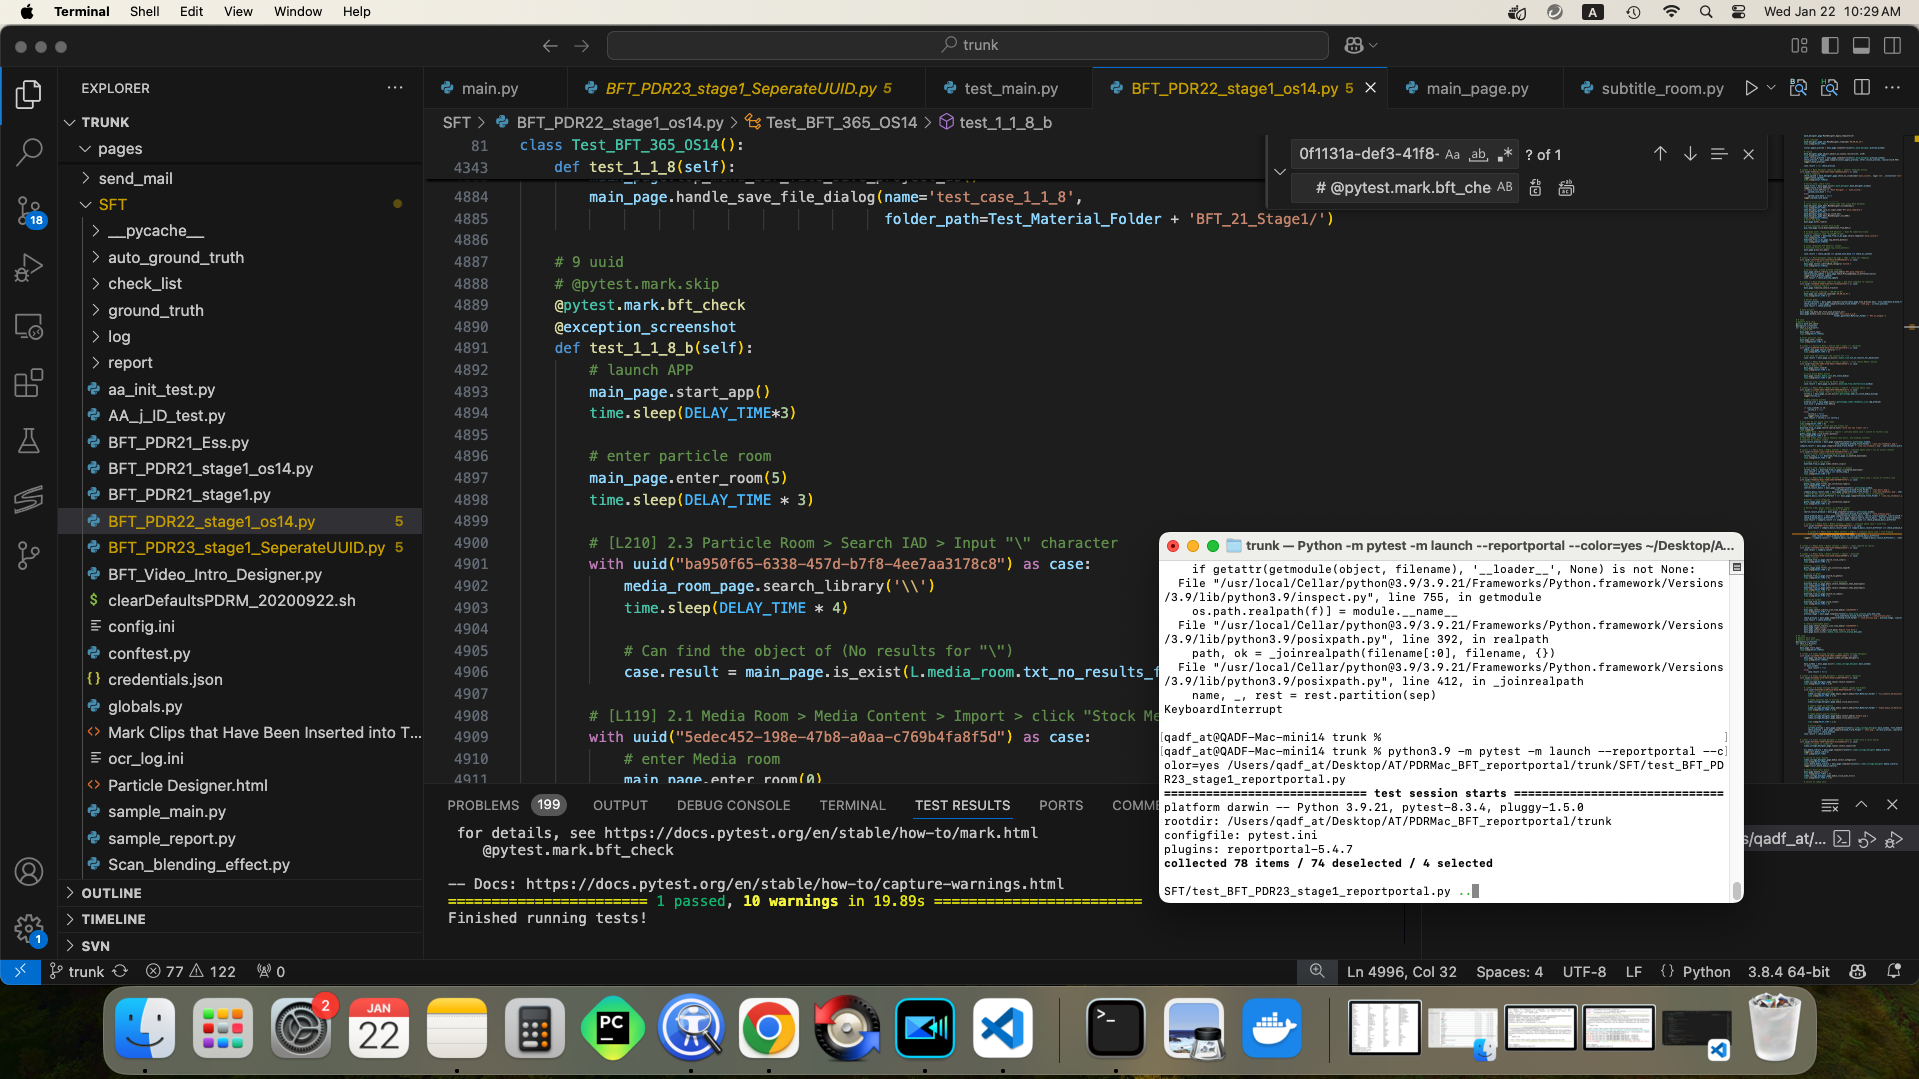 Terminal Shell Edit View Window Help
A
Wed Jan 22 10:29 AM
trunk
EXPLORER
TRUNK
pages
send_mail
SFT
__pycache__
auto_ground_truth
check_list
ground_truth
log
report
aa_init_test.py
AA_j_ID_test.py
BFT_PDR21_Ess.py
BFT_PDR21_stage1_os14.py
BFT_PDR21_stage1.py
BFT_PDR22_stage1_os14.py 5
BFT_PDR23_stage1_SeperateUUID.py 5
BFT_Video_Intro_Designer.py
$ clearDefaultsPDRM_20200922.sh
config.ini
conftest.py
{} credentials.json
globals.py
<> Mark Clips that Have Been Inserted into T...
ocr_log.ini
<> Particle Designer.html
sample_main.py
sample_report.py
Scan_blending_effect.py
OUTLINE
TIMELINE
SVN
18
1
main.py
BFT_PDR23_stage1_SeperateUUID.py 5
test_main.py
BFT_PDR22_stage1_os14.py 5
main_page.py
subtitle_room.py
SFT > BFT_PDR22_stage1_os14.py > Test_BFT_365_OS14 > test_1_1_8_b
0f1131a-def3-41f8- Aa ab ? of 1
# @pytest.mark.bft_che AB
81 class Test_BFT_365_OS14():
4343 def test_1_1_8(self):
4884 main_page.handle_save_file_dialog(name='test_case_1_1_8',
4885 folder_path=Test_Material_Folder + 'BFT_21_Stage1/')
4886
4887 # 9 uuid
4888 # @pytest.mark.skip
4889 @pytest.mark.bft_check
4890 @exception_screenshot
4891 def test_1_1_8_b(self):
4892 # launch APP
4893 main_page.start_app()
4894 time.sleep(DELAY_TIME*3)
4895
4896 # enter particle room
4897 main_page.enter_room(5)
4898 time.sleep(DELAY_TIME * 3)
4899
4900 # [L210] 2.3 Particle Room > Search IAD > Input "\" character
4901 with uuid("ba950f65-6338-457d-b7f8-4ee7aa3178c8") as case:
4902 media_room_page.search_library('\\')
4903 time.sleep(DELAY_TIME * 4)
4904
4905 # Can find the object of (No results for "\")
4906 case.result = main_page.is_exist(L.media_room.txt_no_results_f
4907
4908 # [L119] 2.1 Media Room > Media Content > Import > click "Stock Me
4909 with uuid("5edec452-198e-47b8-a0aa-c769b4fa8f5d") as case:
4910 # enter Media room
4911 main_page.enter_room(0)
PROBLEMS 199 OUTPUT DEBUG CONSOLE TERMINAL TEST RESULTS PORTS COMM
for details, see https://docs.pytest.org/en/stable/how-to/mark.html
@pytest.mark.bft_check
-- Docs: https://docs.pytest.org/en/stable/how-to/capture-warnings.html
======================= 1 passed, 10 warnings in 19.89s ========================
Finished running tests!
s/qadf_at/...
trunk — Python -m pytest -m launch --reportportal --color=yes ~/Desktop/A...
if getattr(getmodule(object, filename), '__loader__', None) is not None:
File "/usr/local/Cellar/python@3.9/3.9.21/Frameworks/Python.framework/Versions
/3.9/lib/python3.9/inspect.py", line 755, in getmodule
os.path.realpath(f)] = module.__name__
File "/usr/local/Cellar/python@3.9/3.9.21/Frameworks/Python.framework/Versions
/3.9/lib/python3.9/posixpath.py", line 392, in realpath
path, ok = _joinrealpath(filename[:0], filename, {})
File "/usr/local/Cellar/python@3.9/3.9.21/Frameworks/Python.framework/Versions
/3.9/lib/python3.9/posixpath.py", line 412, in _joinrealpath
name, _, rest = rest.partition(sep)
KeyboardInterrupt
[qadf_at@QADF-Mac-mini14 trunk % ]
[qadf_at@QADF-Mac-mini14 trunk % python3.9 -m pytest -m launch --reportportal --c]
olor=yes /Users/qadf_at/Desktop/AT/PDRMac_BFT_reportportal/trunk/SFT/test_BFT_PD
R23_stage1_reportportal.py
============================= test session starts ==============================
platform darwin -- Python 3.9.21, pytest-8.3.4, pluggy-1.5.0
rootdir: /Users/qadf_at/Desktop/AT/PDRMac_BFT_reportportal/trunk
configfile: pytest.ini
plugins: reportportal-5.4.7
collected 78 items / 74 deselected / 4 selected
SFT/test_BFT_PDR23_stage1_reportportal.py ..
trunk 77 122 0
Ln 4996, Col 32 Spaces: 4 UTF-8 LF {} Python 3.8.4 64-bit
2
JAN
22
PC
>_